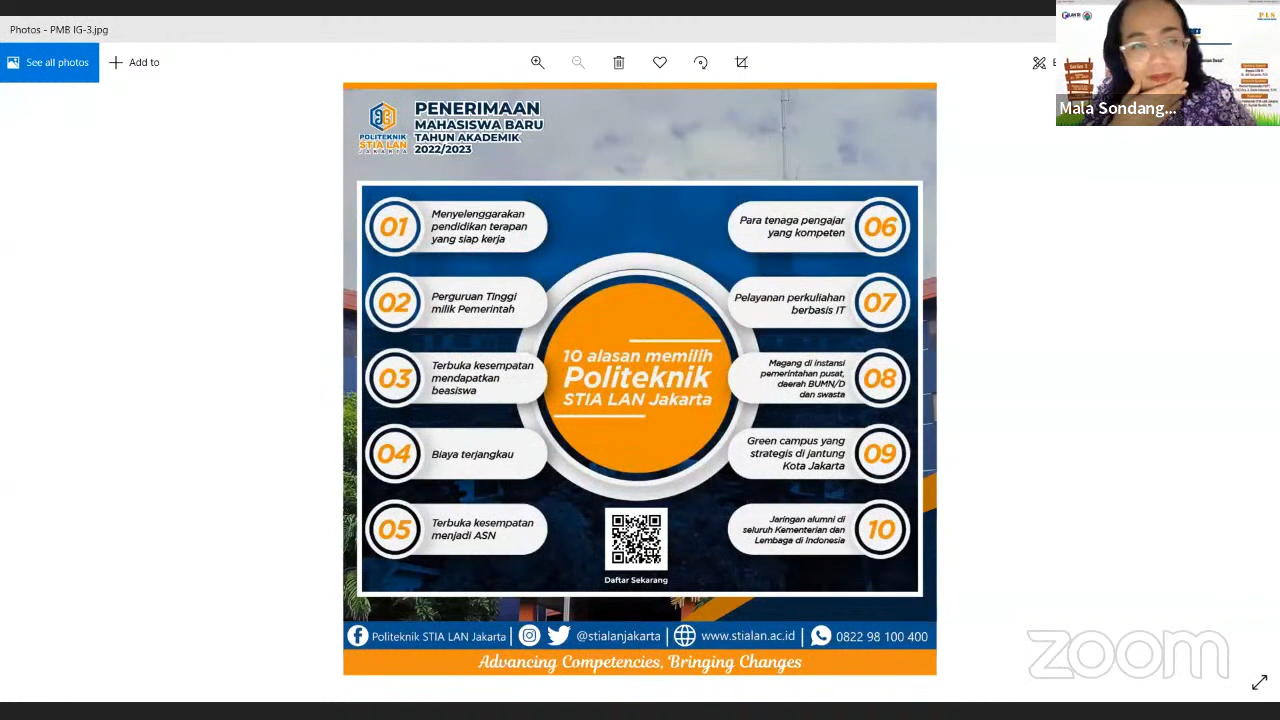 Photos - PMB IG-3.jpg
See all photos
Add to
POLITEKNIK
STIA LAN
JAKARTA
PENERIMAAN
MAHASISWA BARU
TAHUN AKADEMIK
2022/2023
01
Menyelenggarakan
pendidikan terapan
yang siap kerja
02
Perguruan Tinggi
milik Pemerintah
03
Terbuka kesempatan
mendapatkan
beasiswa
04
Biaya terjangkau
05
Terbuka kesempatan
menjadi ASN
10 alasan memilih
Politeknik
STIA LAN Jakarta
Para tenaga pengajar
yang kompeten
06
Pelayanan perkuliahan
berbasis IT
07
Magang di instansi
pemerintahan pusat,
daerah BUMN/D
dan swasta
08
Green campus yang
strategis di jantung
Kota Jakarta
09
Jaringan alumni di
seluruh Kementerian dan
Lembaga di Indonesia
10
Daftar Sekarang
Politeknik STIA LAN Jakarta | @stialanjakarta | www.stialan.ac.id | 0822 98 100 400
Advancing Competencies, Bringing Changes
Mala Sondang...
zoom